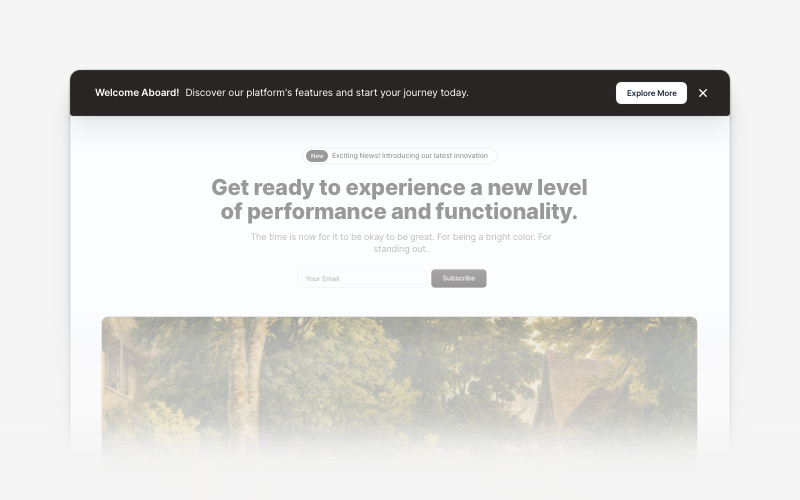 Welcome Aboard! Discover our platform's features and start your journey today.
Explore More
New Exciting News! Introducing our latest innovation
Get ready to experience a new level
of performance and functionality.
The time is now for it to be okay to be great. For being a bright color. For
standing out.
Your Email
Subscribe